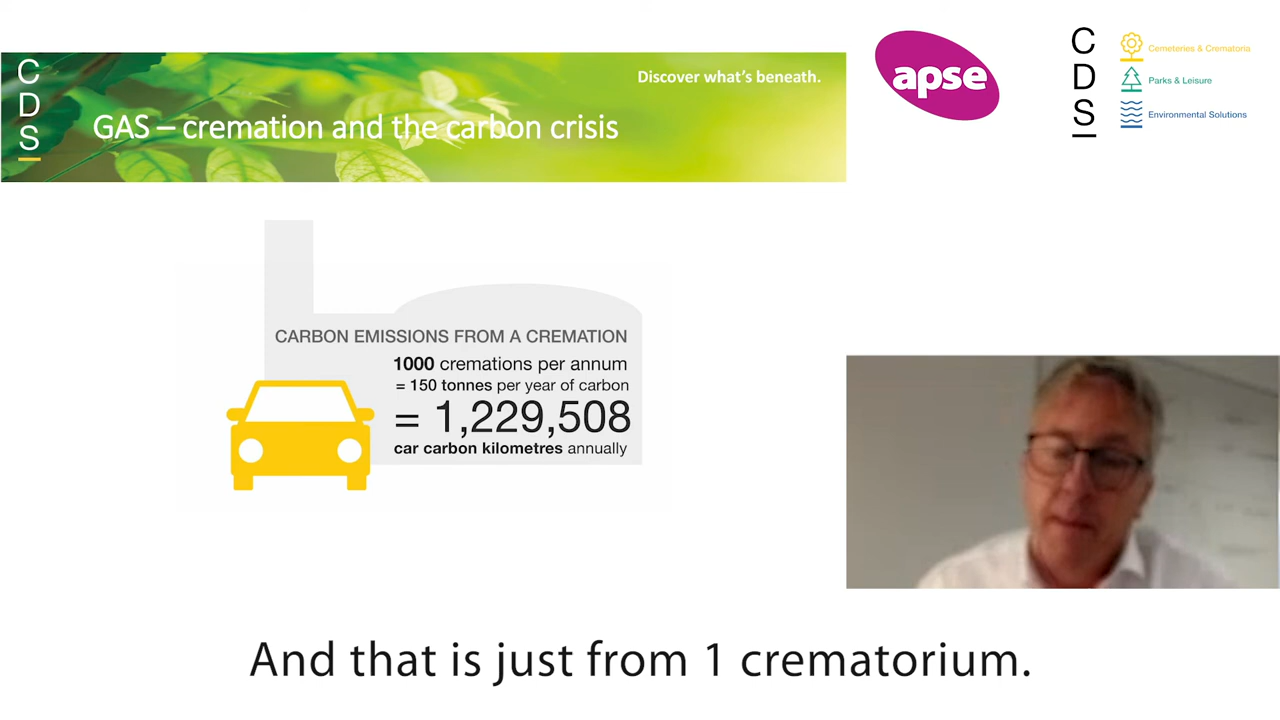 C
D
S
Discover what's beneath.
GAS – cremation and the carbon crisis
apse
C
D
S
Cemeteries & Crematoria
Parks & Leisure
Environmental Solutions
CARBON EMISSIONS FROM A CREMATION
1000 cremations per annum
= 150 tonnes per year of carbon
= 1,229,508
car carbon kilometres annually
And that is just from 1 crematorium.